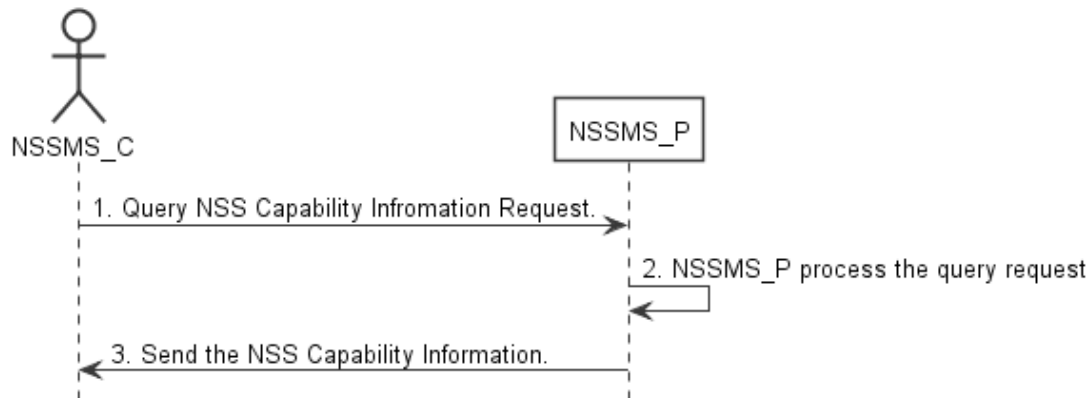 NSSMS_C
NSSMS_P
1. Query NSS Capability Infromation Request.
2. NSSMS_P process the query request
3. Send the NSS Capability Information.